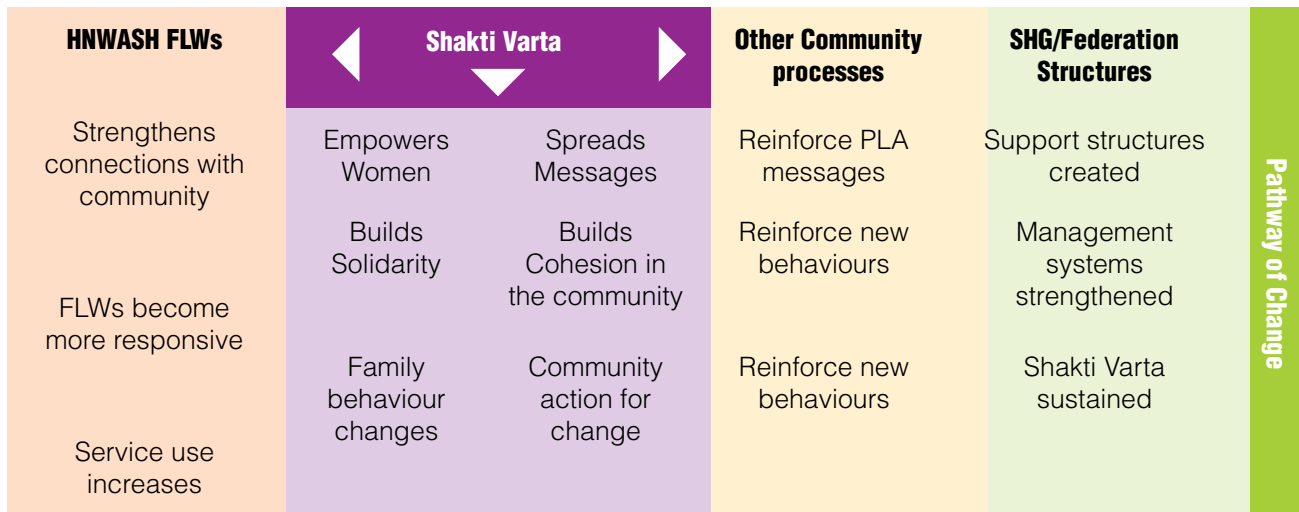 HNWASH FLWs
Strengthens
connections with
community
FLWs become
more responsive
Service use
increases
Shakti Varta
Empowers
Women
Builds
Solidarity
Family
behaviour
changes
Spreads
Messages
Builds
Cohesion in
the community
Community
action for
change
Other Community
processes
Reinforce PLA
messages
Reinforce new
behaviours
Reinforce new
behaviours
SHG/Federation
Structures
Support structures
created
Management
systems
strengthened
Shakti Varta
sustained
Pathway of Change